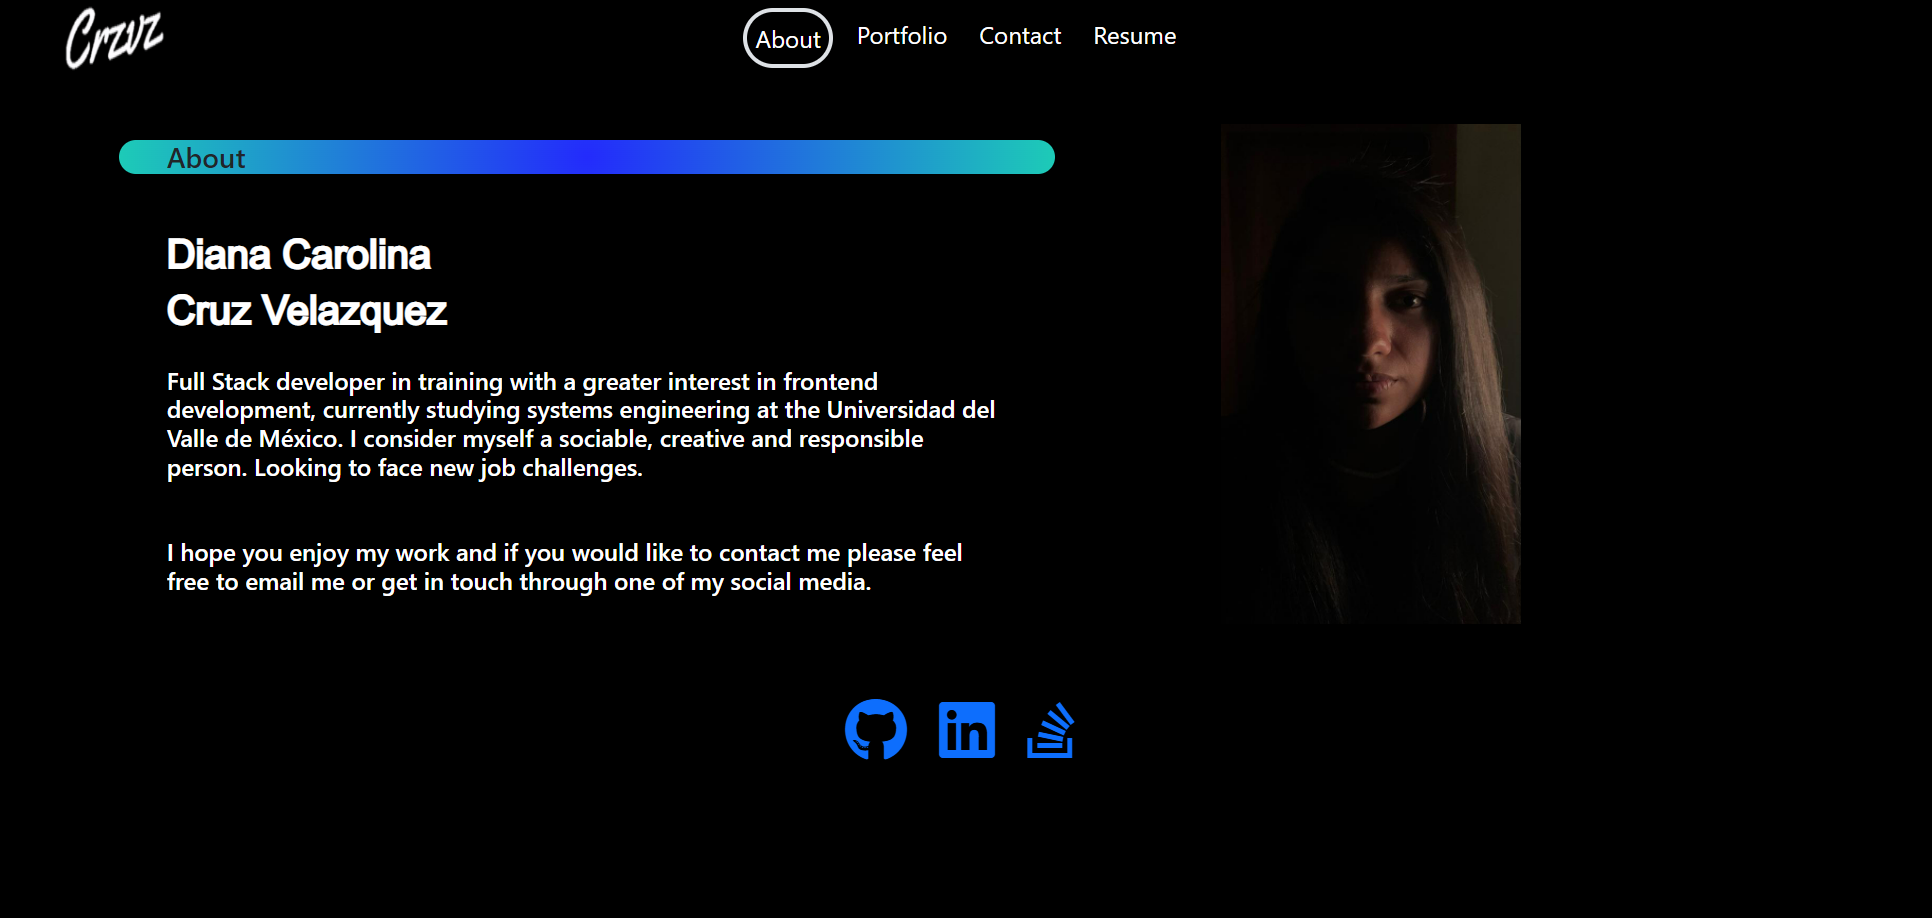 Crzvz
About
Portfolio
Contact
Resume
About
Diana Carolina
Cruz Velazquez
Full Stack developer in training with a greater interest in frontend
development, currently studying systems engineering at the Universidad del
Valle de México. I consider myself a sociable, creative and responsible
person. Looking to face new job challenges.
I hope you enjoy my work and if you would like to contact me please feel
free to email me or get in touch through one of my social media.
in